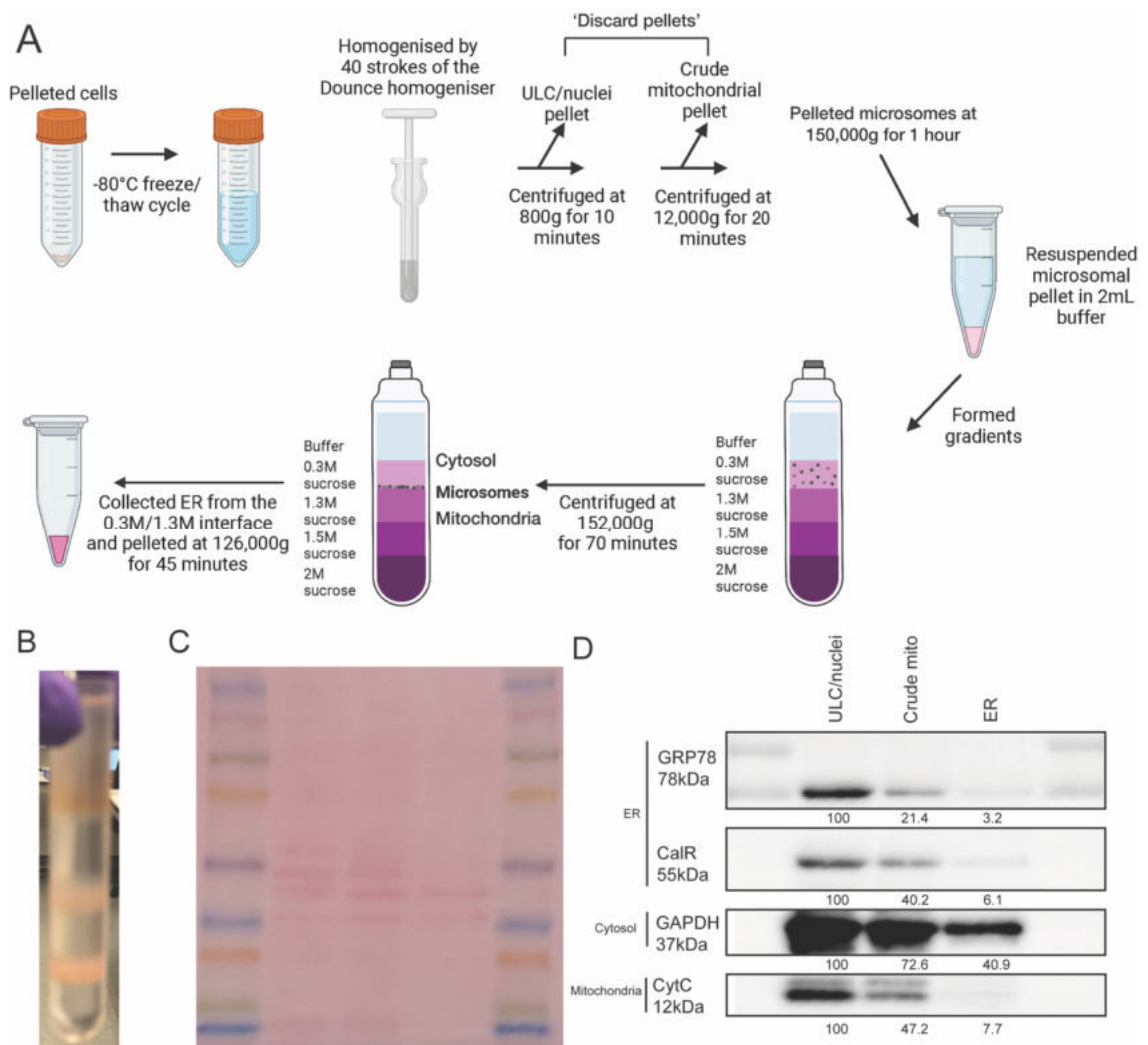 A
Pelleted cells
-80°C freeze/
thaw cycle
Homogenised by
40 strokes of the
Dounce homogeniser
'Discard pellets'
ULC/nuclei
pellet
Centrifuged at
800g for 10
minutes
Crude
mitochondrial
pellet
Centrifuged at
12,000g for 20
minutes
Pelleted microsomes at
150,000g for 1 hour
Resuspended
microsomal
pellet in 2mL
buffer
Formed
gradients
Buffer
0.3M
sucrose
1.3M
sucrose
1.5M
sucrose
2M
sucrose
Centrifuged at
152,000g
for 70 minutes
Cytosol
Microsomes
Mitochondria
Buffer
0.3M
sucrose
1.3M
sucrose
1.5M
sucrose
2M
sucrose
Collected ER from the
0.3M/1.3M interface
and pelleted at 126,000g
for 45 minutes
B
C
D
ULC/nuclei
Crude mito
ER
ER
GRP78
78kDa
100 21.4 3.2
CalR
55kDa
100 40.2 6.1
Cytosol
GAPDH
37kDa
100 72.6 40.9
Mitochondria
CytC
12kDa
100 47.2 7.7